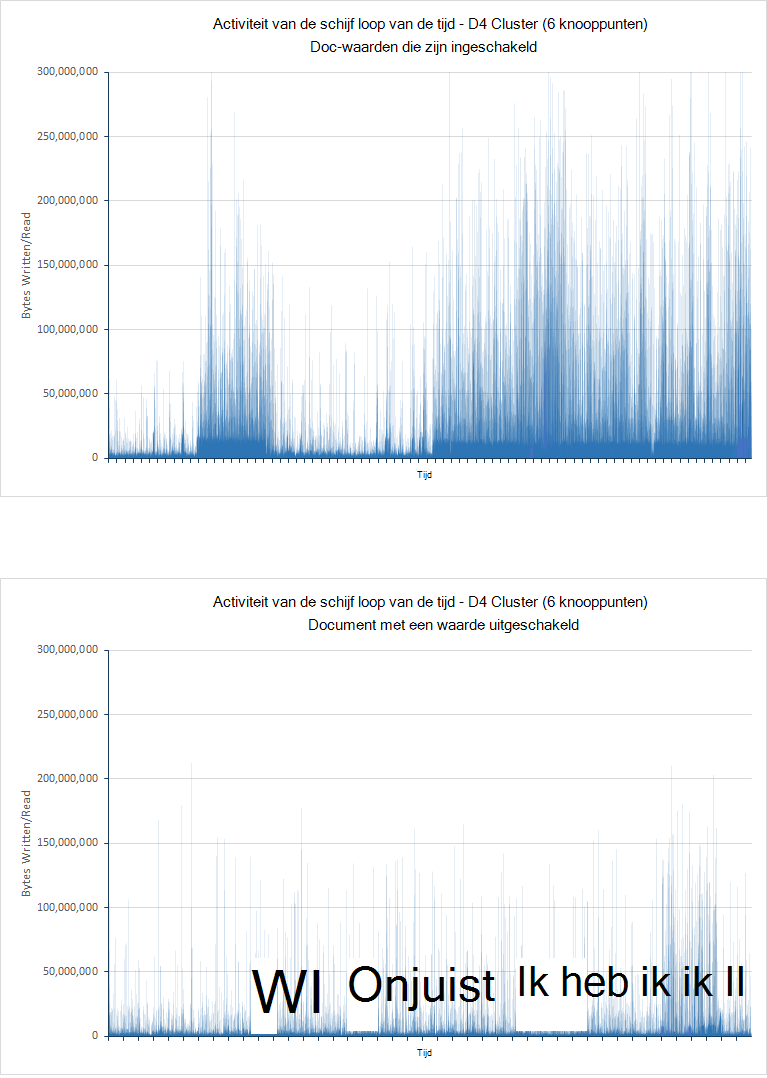 Activiteit van de schijf loop van de tijd - D4 Cluster (6 knooppunten)
Doc-waarden die zijn ingeschakeld
300,000,000
250,000,000
200,000,000
150,000,000
100,000,000
50,000,000
0
Bytes Written/Read
Tijd
Activiteit van de schijf loop van de tijd - D4 Cluster (6 knooppunten)
Document met een waarde uitgeschakeld
300,000,000
250,000,000
200,000,000
150,000,000
100,000,000
50,000,000
0
Bytes Written/Read
WI Onjuist Ik heb ik ik II
Tijd